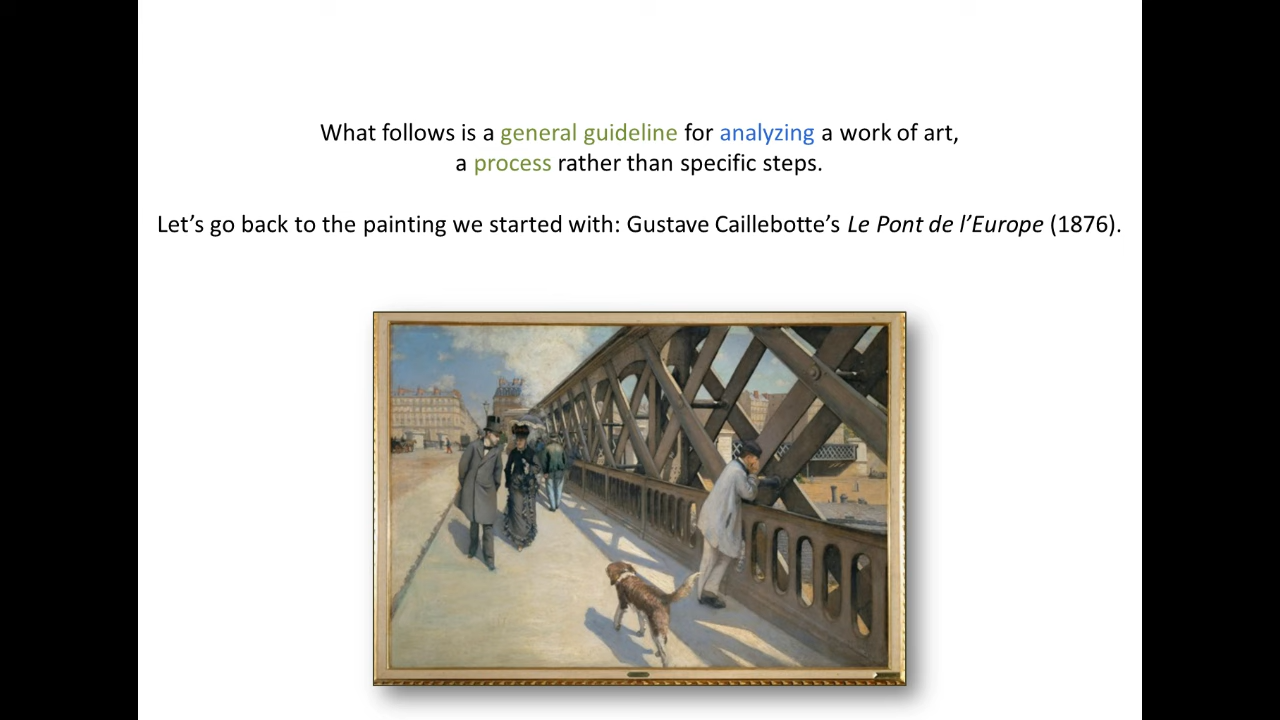 What follows is a general guideline for analyzing a work of art,
a process rather than specific steps.
Let’s go back to the painting we started with: Gustave Caillebotte’s Le Pont de l’Europe (1876).